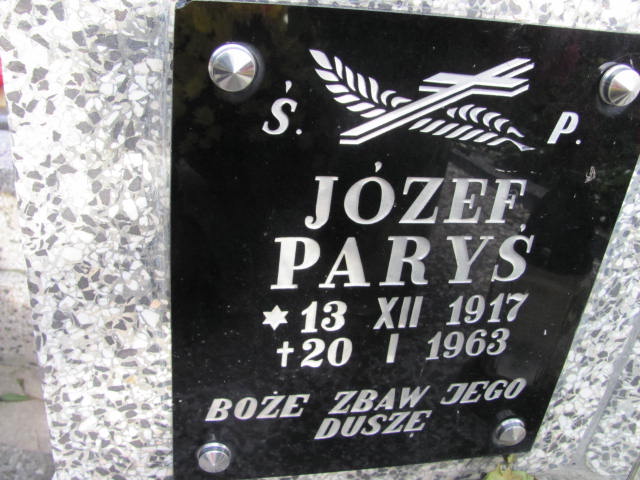 Ś. P.
JÓZEF
PARYŚ
✶ 13 XII 1917
✝ 20 I 1963
BOŻE ZBAW JEGO
DUSZĘ